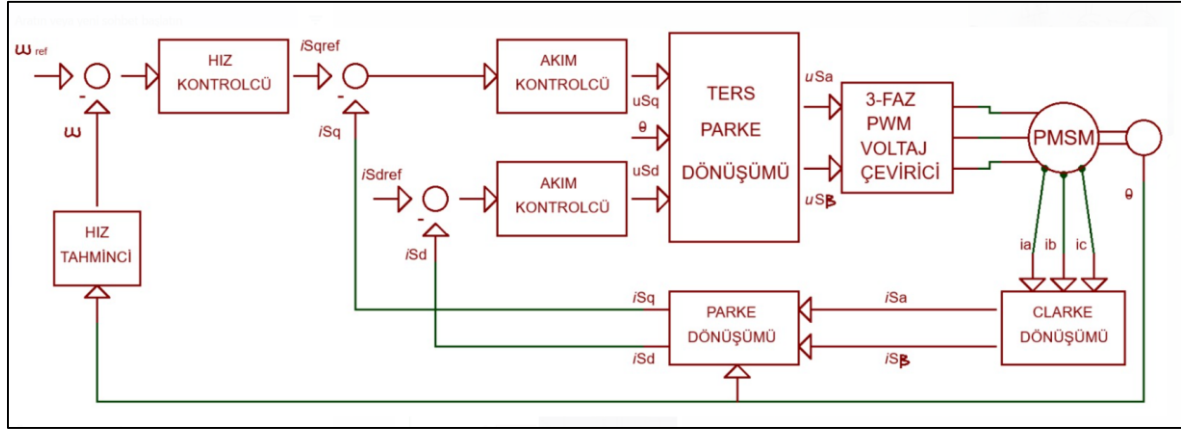 ω ref
HIZ
KONTROLCÜ
iSqref
-
ω
iSq
AKIM
KONTROLCÜ
uSq
θ
uSd
iSdref
-
iSd
AKIM
KONTROLCÜ
TERS
PARKE
DÖNÜŞÜMÜ
uSa
uSβ
3-FAZ
PWM
VOLTAJ
ÇEVİRİCİ
PMSM
θ
ia ib ic
HIZ
TAHMİNCİ
iSq
iSd
PARKE
DÖNÜŞÜMÜ
iSa
iSβ
CLARKE
DÖNÜŞÜMÜ